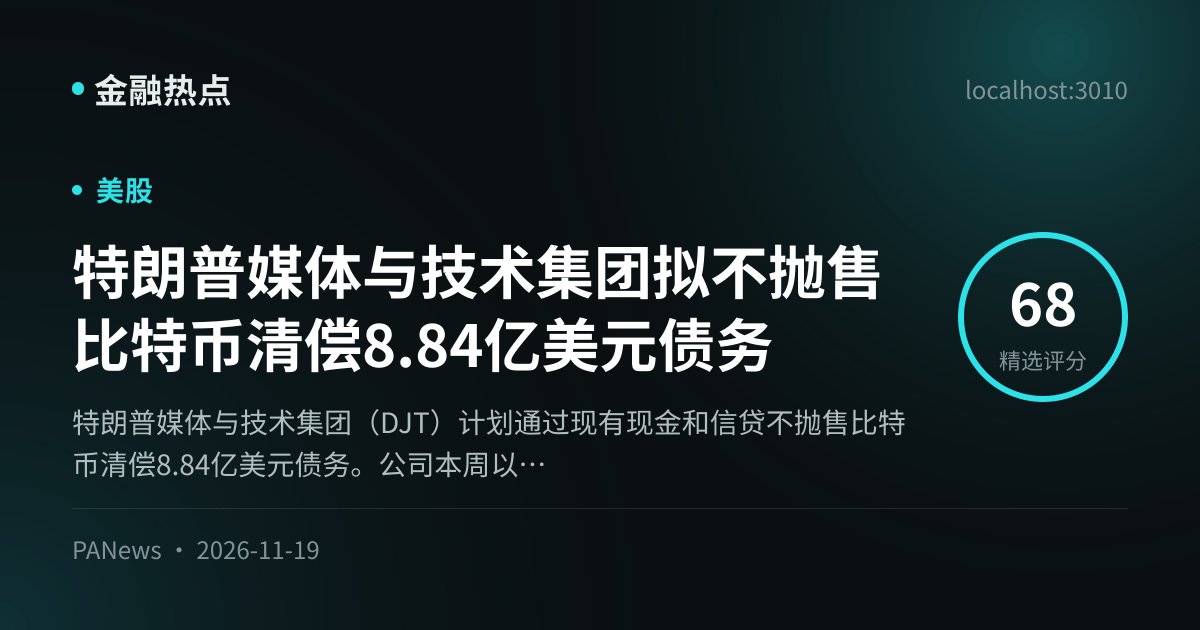 金融热点
localhost:3010
美股
特朗普媒体与技术集团拟不抛售
比特币清偿8.84亿美元债务
68
精选评分
特朗普媒体与技术集团（DJT）计划通过现有现金和信贷不抛售比特
币清偿8.84亿美元债务。公司本周以…
PANews • 2026-11-19